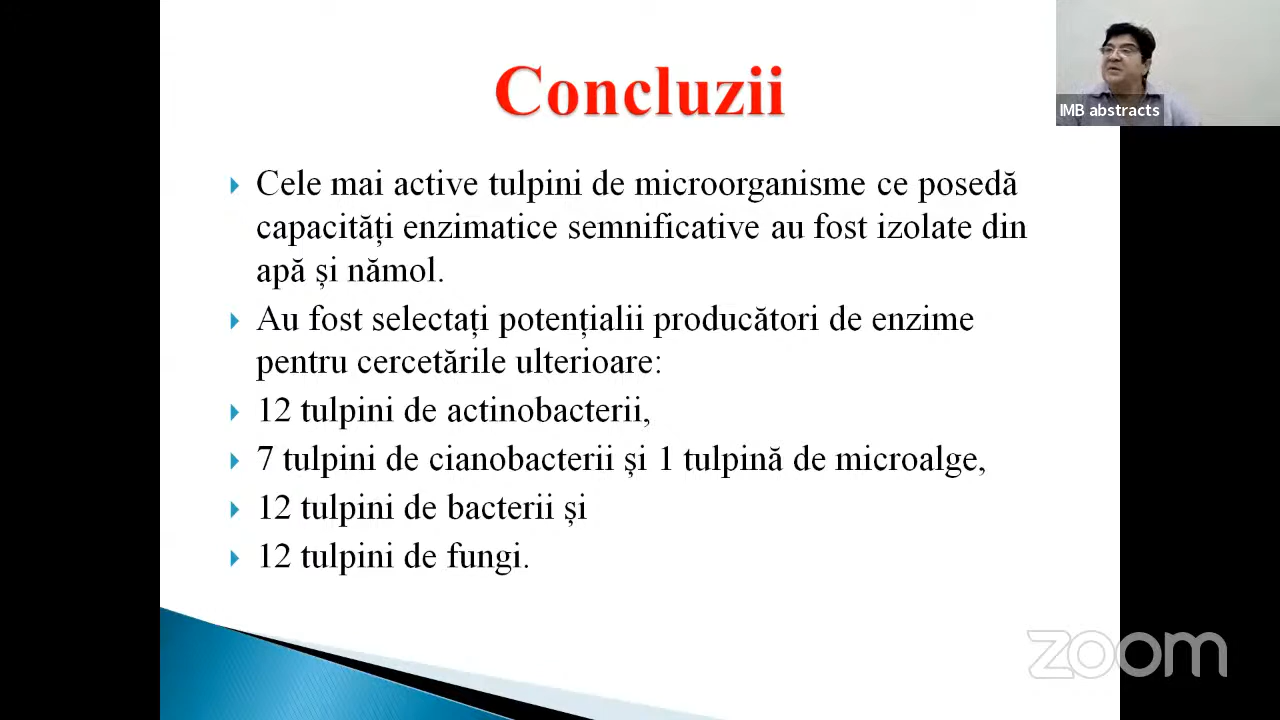 Concluzii
IMB abstracts
Cele mai active tulpini de microorganisme ce posedă
capacități enzimatice semnificative au fost izolate din
apă și nămol.
Au fost selectați potențialii producători de enzime
pentru cercetările ulterioare:
12 tulpini de actinobacterii,
7 tulpini de cianobacterii și 1 tulpină de microalge,
12 tulpini de bacterii și
12 tulpini de fungi.
zoom